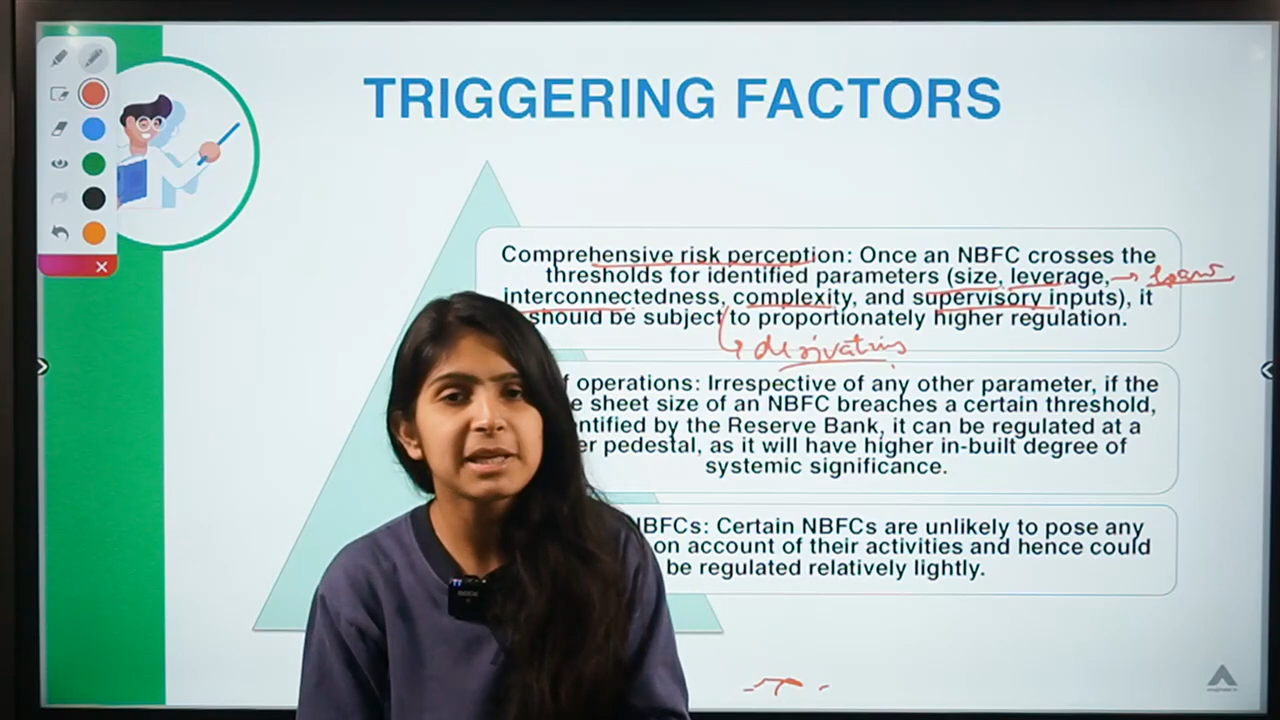 TRIGGERING FACTORS
Comprehensive risk perception: Once an NBFC crosses the
thresholds for identified parameters (size, leverage,
interconnectedness, complexity, and supervisory inputs), it
should be subject to proportionately higher regulation.
derivatives
operations: Irrespective of any other parameter, if the
sheet size of an NBFC breaches a certain threshold,
by the Reserve Bank, it can be regulated at a
pedestal, as it will have higher in-built degree of
systemic significance.
NBFCs: Certain NBFCs are unlikely to pose any
on account of their activities and hence could
be regulated relatively lightly.